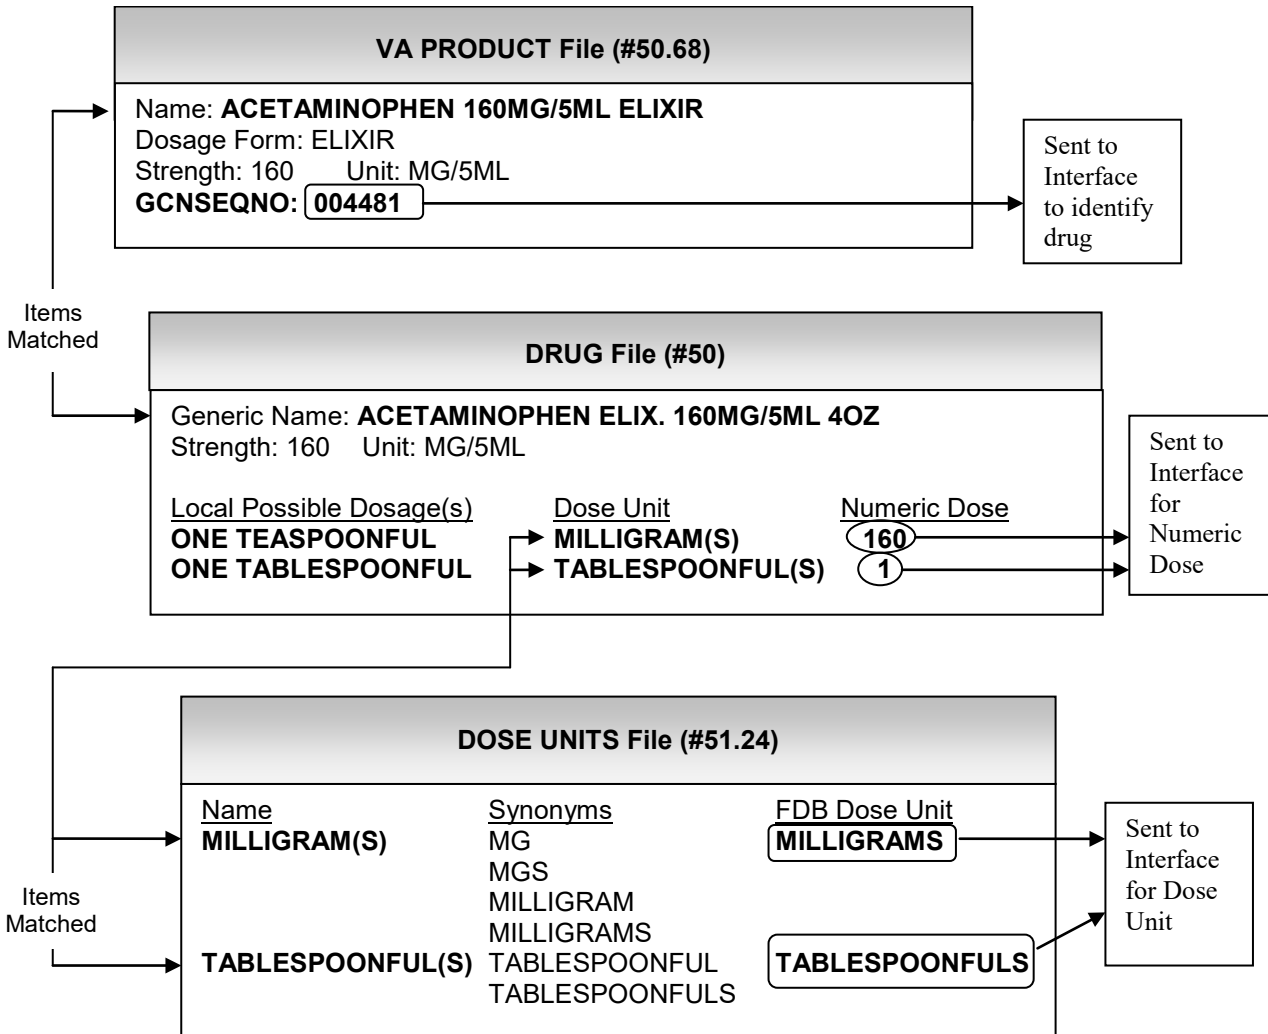 VA PRODUCT File (#50.68)
Name: ACETAMINOPHEN 160MG/5ML ELIXIR
Dosage Form: ELIXIR
Strength: 160 Unit: MG/5ML
GCNSEQNO: 004481
Sent to
Interface
to identify
drug
Items
Matched
DRUG File (#50)
Generic Name: ACETAMINOPHEN ELIX. 160MG/5ML 4OZ
Strength: 160 Unit: MG/5ML
Local Possible Dosage(s) Dose Unit Numeric Dose
ONE TEASPOONFUL MILLIGRAM(S) 160
ONE TABLESPOONFUL TABLESPOONFUL(S) 1
Sent to
Interface
for
Numeric
Dose
DOSE UNITS File (#51.24)
Name Synonyms FDB Dose Unit
MILLIGRAM(S) MG MILLIGRAMS
MGS
MILLIGRAM
MILLIGRAMS
TABLESPOONFUL(S) TABLESPOONFUL TABLESPOONFULS
TABLESPOONFULS
Sent to
Interface
for Dose
Unit
Items
Matched